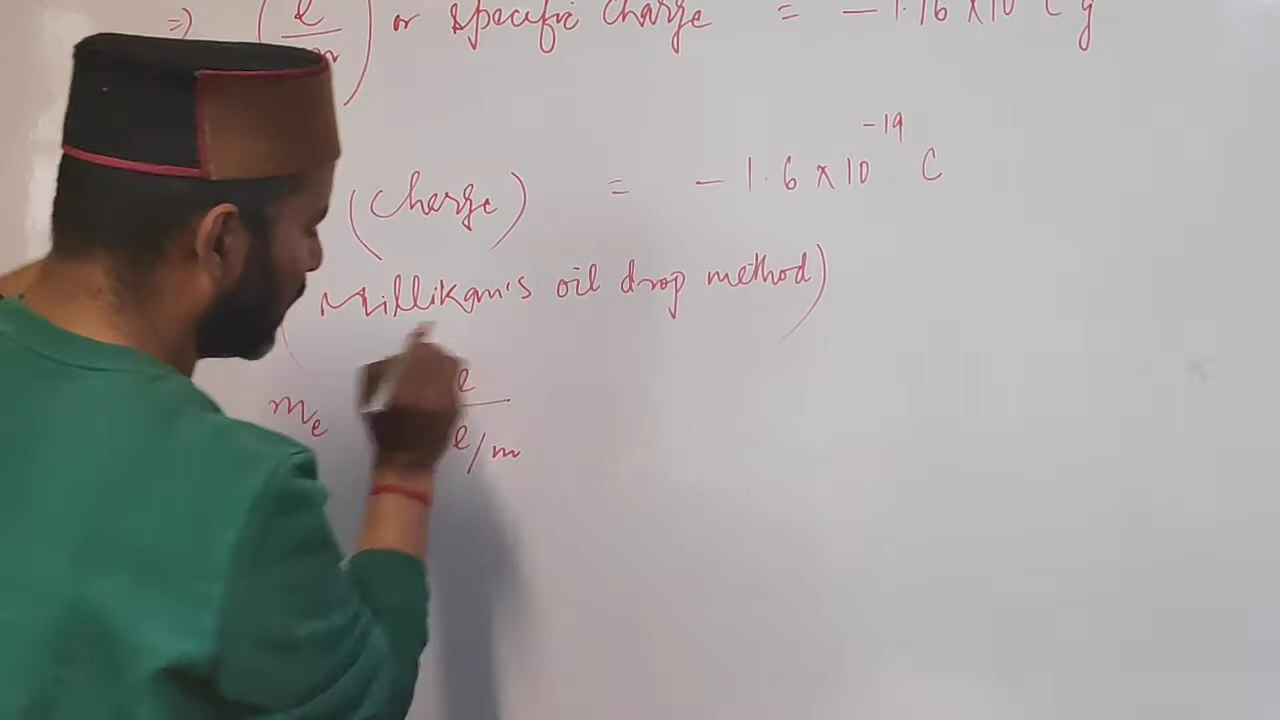 ⇒ (e/m) or specific charge = - 1.76 × 10 C g
(Charge) = - 1.6 × 10⁻¹⁹ C
(Millikan's oil drop method)
mₑ e
e/m